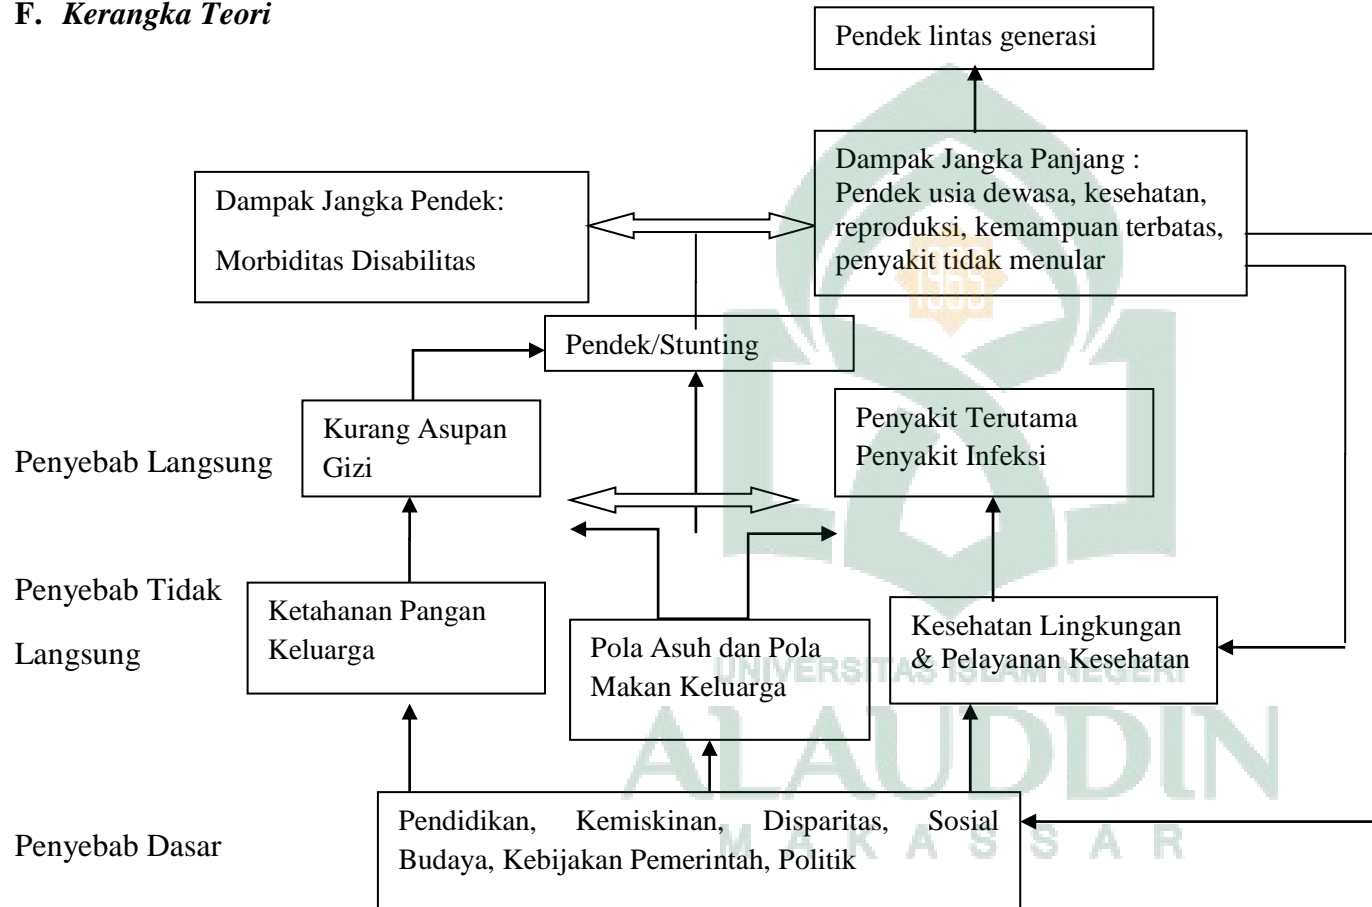 F. Kerangka Teori
Pendek lintas generasi
Dampak Jangka Panjang :
Pendek usia dewasa, kesehatan,
reproduksi, kemampuan terbatas,
penyakit tidak menular
Dampak Jangka Pendek:
Morbiditas Disabilitas
1965
Pendek/Stunting
Penyebab Langsung
Kurang Asupan
Gizi
Penyakit Terutama
Penyakit Infeksi
Penyebab Tidak
Langsung
Ketahanan Pangan
Keluarga
Pola Asuh dan Pola
Makan Keluarga
Kesehatan Lingkungan
& Pelayanan Kesehatan
UNIVERSITAS ISLAM NEGERI
ALAUDDIN
MAKASSAR
Penyebab Dasar
Pendidikan, Kemiskinan, Disparitas, Sosial
Budaya, Kebijakan Pemerintah, Politik